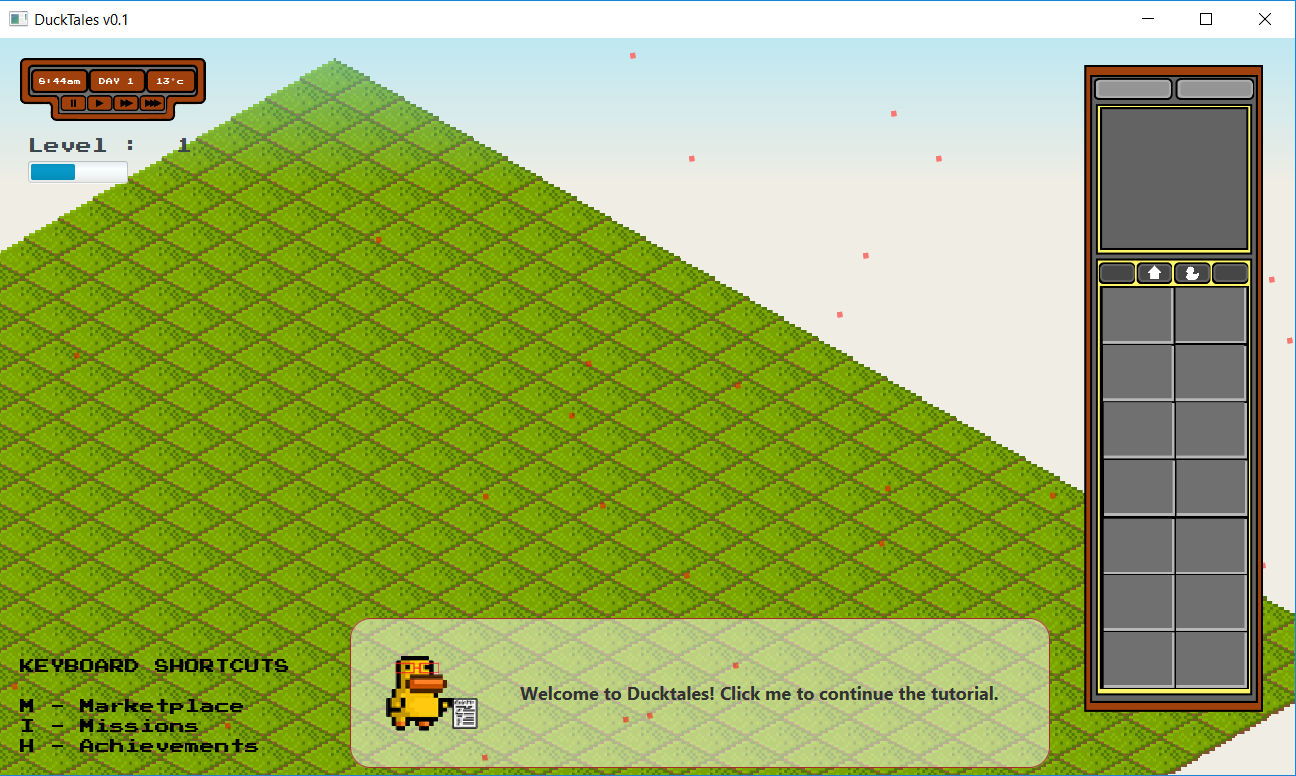 DuckTales v0.1
6:44am DAY 1 13°c
Level : 1
Welcome to Ducktales! Click me to continue the tutorial.
KEYBOARD SHORTCUTS
M - Marketplace
I - Missions
H - Achievements